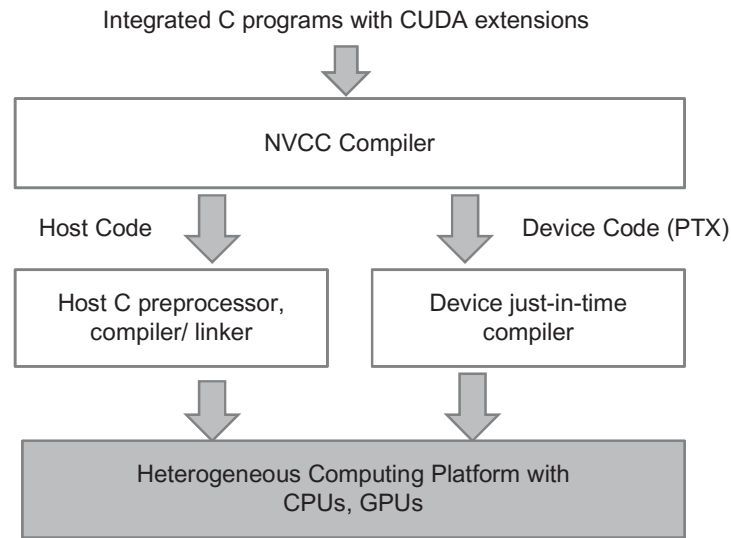 Integrated C programs with CUDA extensions
NVCC Compiler
Host Code
Device Code (PTX)
Host C preprocessor,
compiler/ linker
Device just-in-time
compiler
Heterogeneous Computing Platform with
CPUs, GPUs